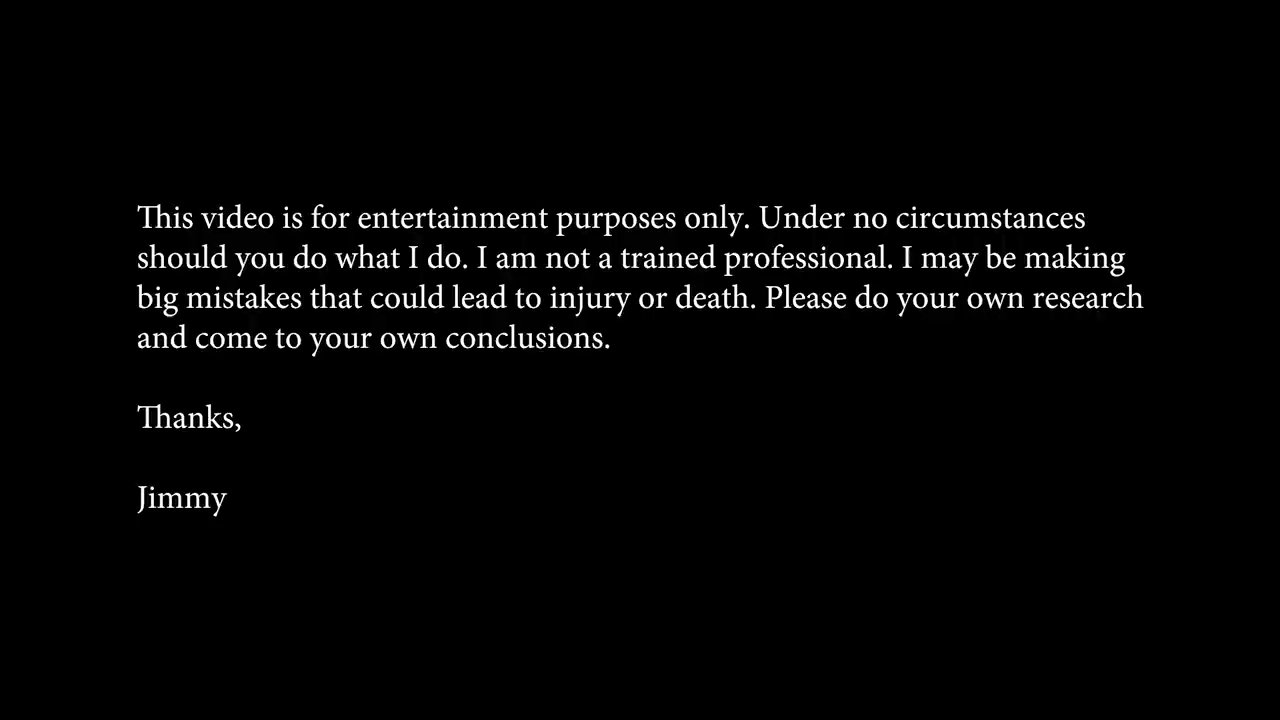 This video is for entertainment purposes only. Under no circumstances
should you do what I do. I am not a trained professional. I may be making
big mistakes that could lead to injury or death. Please do your own research
and come to your own conclusions.
Thanks,
Jimmy